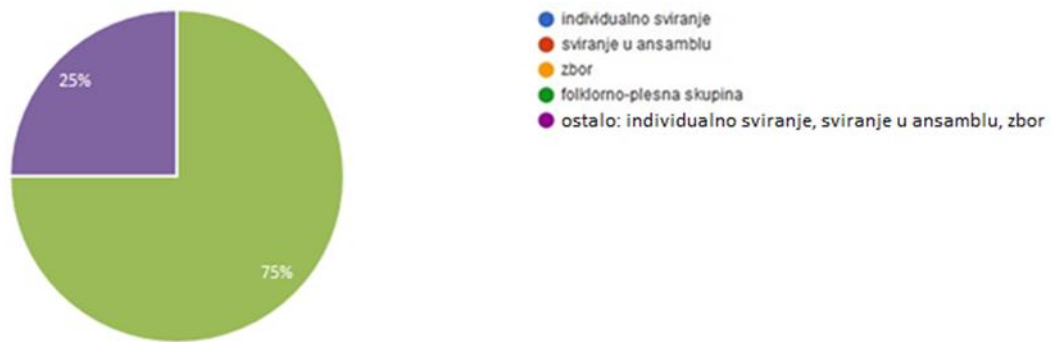 25%
75%
individualno sviranje
sviranje u ansamblu
zbor
folklorno-plesna skupina
ostalo: individualno sviranje, sviranje u ansamblu, zbor